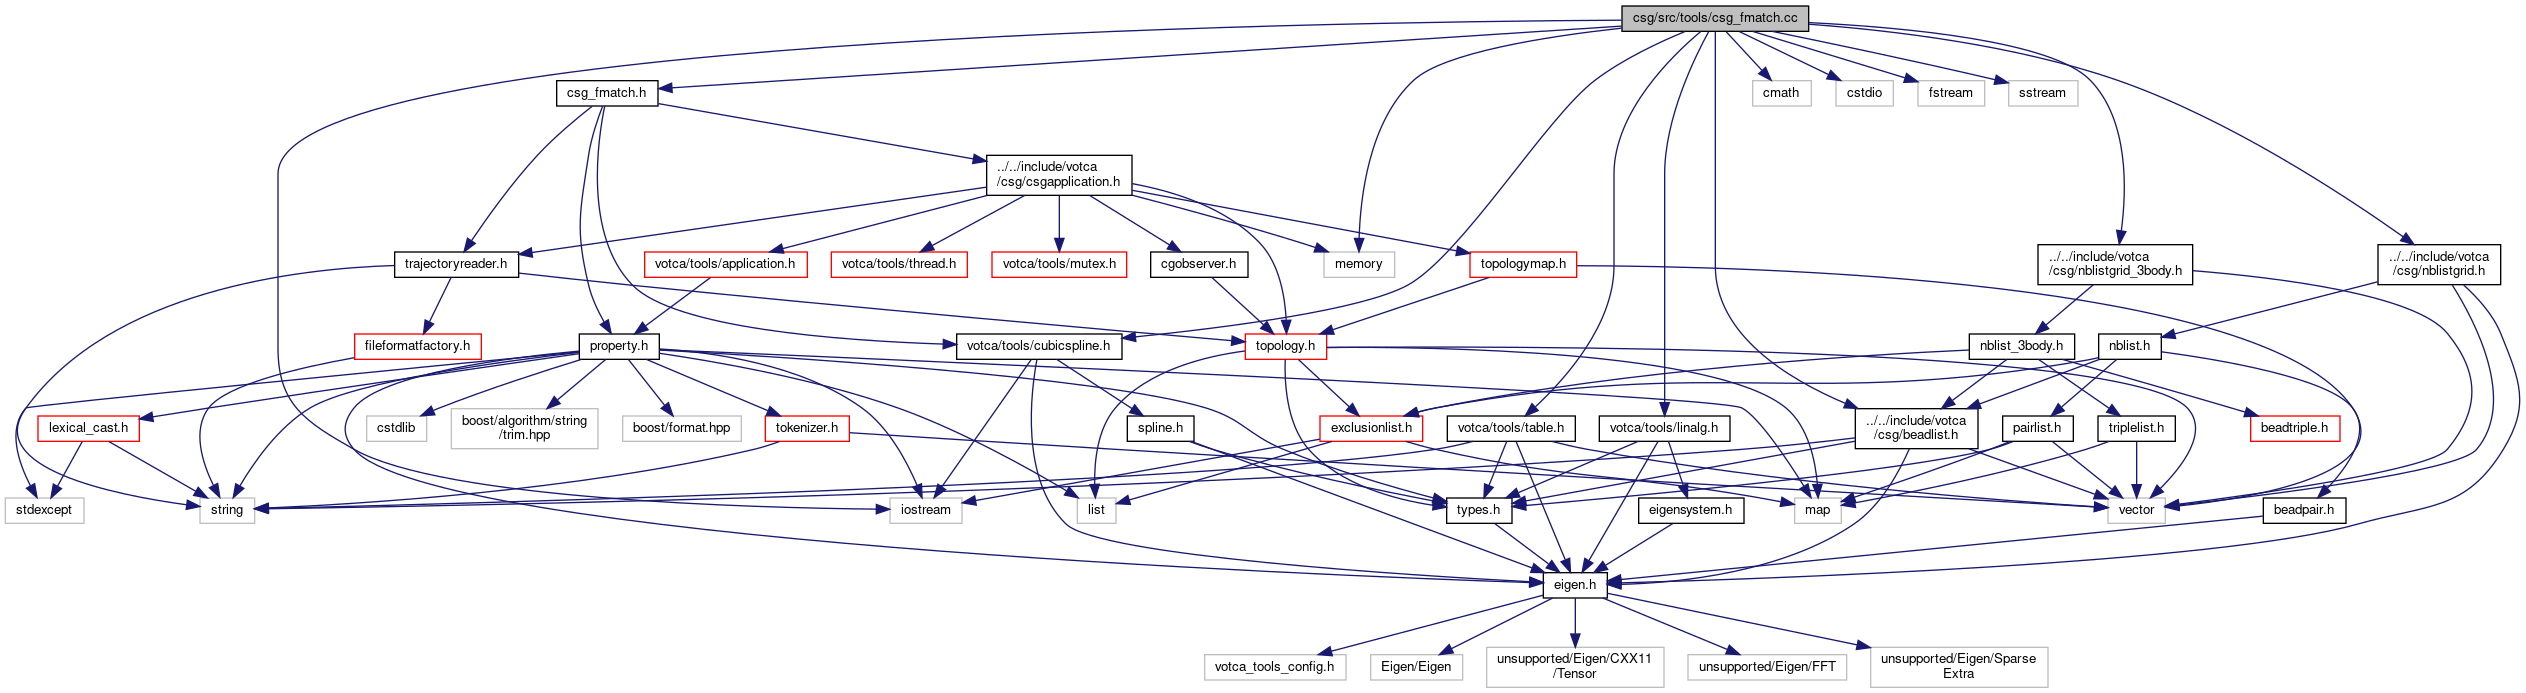 csg/src/tools/csg_fmatch.cc
csg_fmatch.h
cmath
cstdio
fstream
sstream
../../include/votca
/csg/csgapplication.h
trajectoryreader.h
votca/tools/application.h
votca/tools/thread.h
votca/tools/mutex.h
cgobserver.h
memory
topologymap.h
../../include/votca
/csg/nblistgrid_3body.h
../../include/votca
/csg/nblistgrid.h
fileformatfactory.h
property.h
votca/tools/cubicspline.h
topology.h
nblist_3body.h
nblist.h
lexical_cast.h
cstdlib
boost/algorithm/string
/trim.hpp
boost/format.hpp
tokenizer.h
spline.h
exclusionlist.h
votca/tools/table.h
votca/tools/linalg.h
../../include/votca
/csg/beadlist.h
pairlist.h
triplelist.h
beadtriple.h
stdexcept
string
iostream
list
types.h
eigensystem.h
map
vector
beadpair.h
eigen.h
votca_tools_config.h
Eigen/Eigen
unsupported/Eigen/CXX11
/Tensor
unsupported/Eigen/FFT
unsupported/Eigen/Sparse
Extra